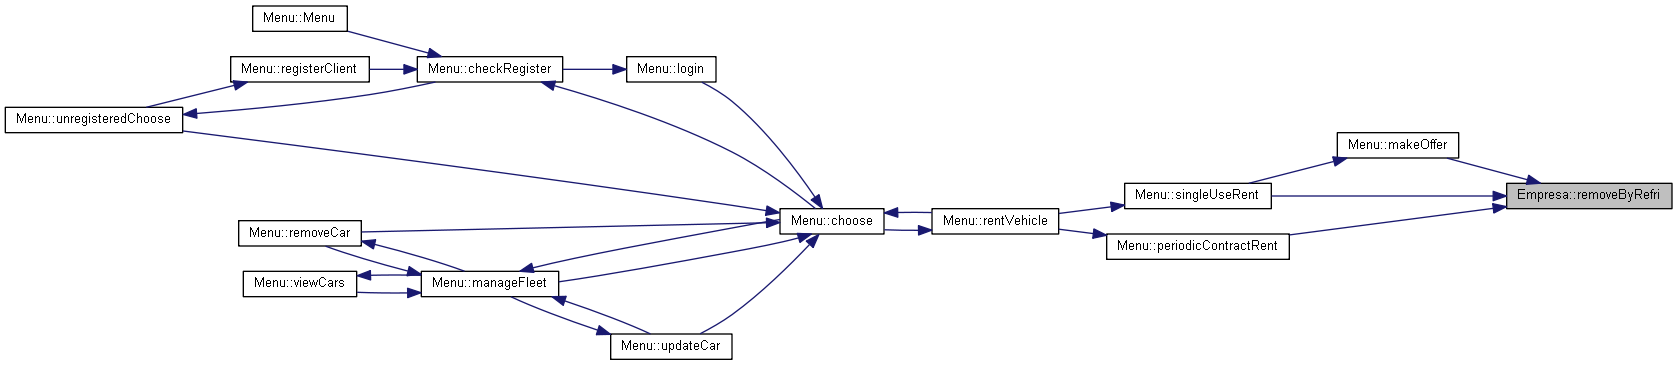 Menu::Menu
Menu::registerClient
Menu::checkRegister
Menu::login
Menu::unregisteredChoose
Menu::makeOffer
Menu::singleUseRent
Empresa::removeByRefri
Menu::removeCar
Menu::choose
Menu::rentVehicle
Menu::periodicContractRent
Menu::viewCars
Menu::manageFleet
Menu::updateCar